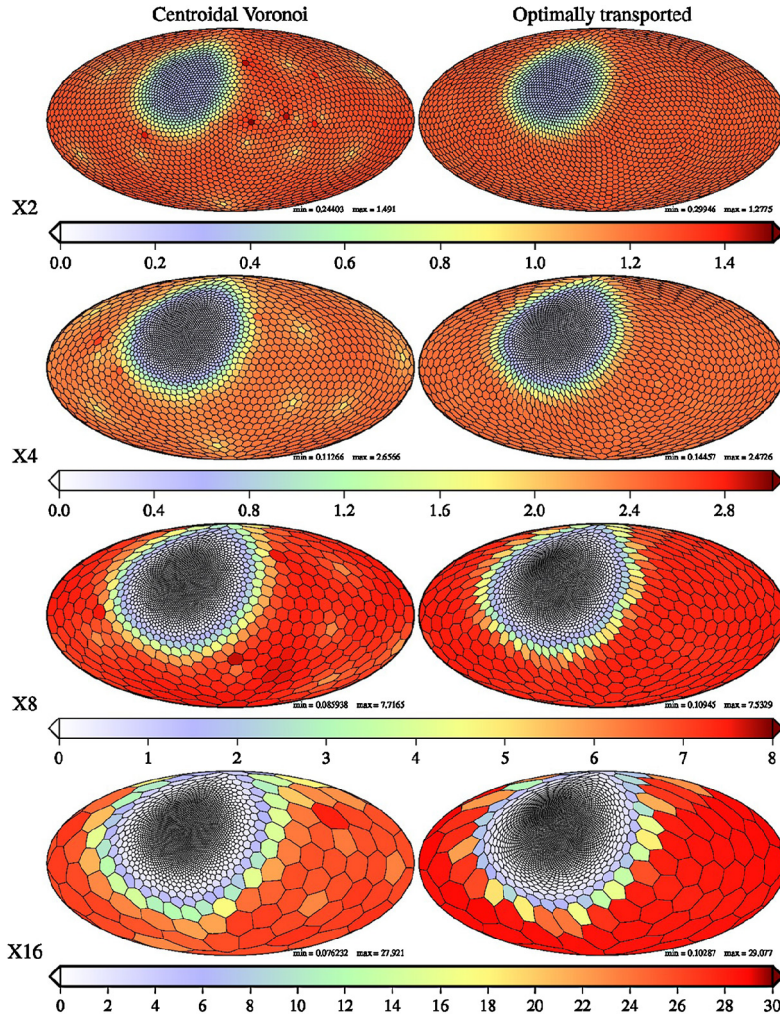 Centroidal Voronoi Optimally transported
min = 0.24403 max = 1.491 min = 0.29946 max = 1.2775
X2
0.0 0.2 0.4 0.6 0.8 1.0 1.2 1.4
min = 0.11266 max = 2.6566 min = 0.14457 max = 2.4726
X4
0.0 0.4 0.8 1.2 1.6 2.0 2.4 2.8
min = 0.085938 max = 7.7165 min = 0.10945 max = 7.5329
X8
0 1 2 3 4 5 6 7 8
min = 0.076232 max = 27.921 min = 0.10287 max = 29.077
X16
0 2 4 6 8 10 12 14 16 18 20 22 24 26 28 30